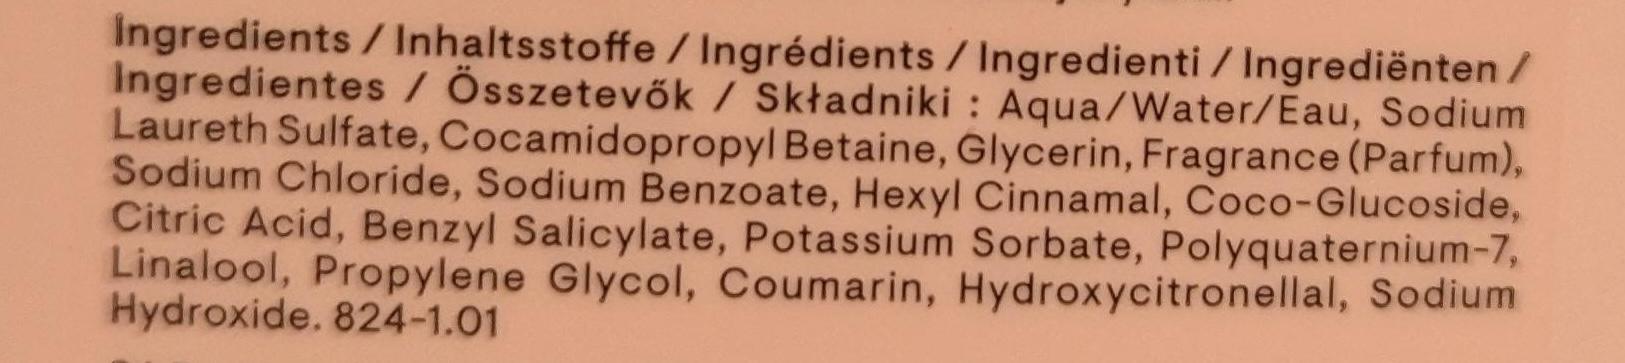 Ingredients / Inhaltsstoffe / Ingrédients / Ingredienti / Ingrediënten /
Ingredientes / Összetevők / Składniki : Aqua/Water/Eau, Sodium
Laureth Sulfate, Cocamidopropyl Betaine, Glycerin, Fragrance (Parfum),
Sodium Chloride, Sodium Benzoate, Hexyl Cinnamal, Coco-Glucoside,
Citric Acid, Benzyl Salicylate, Potassium Sorbate, Polyquaternium-7,
Linalool, Propylene Glycol, Coumarin, Hydroxycitronellal, Sodium
Hydroxide. 824-1.01